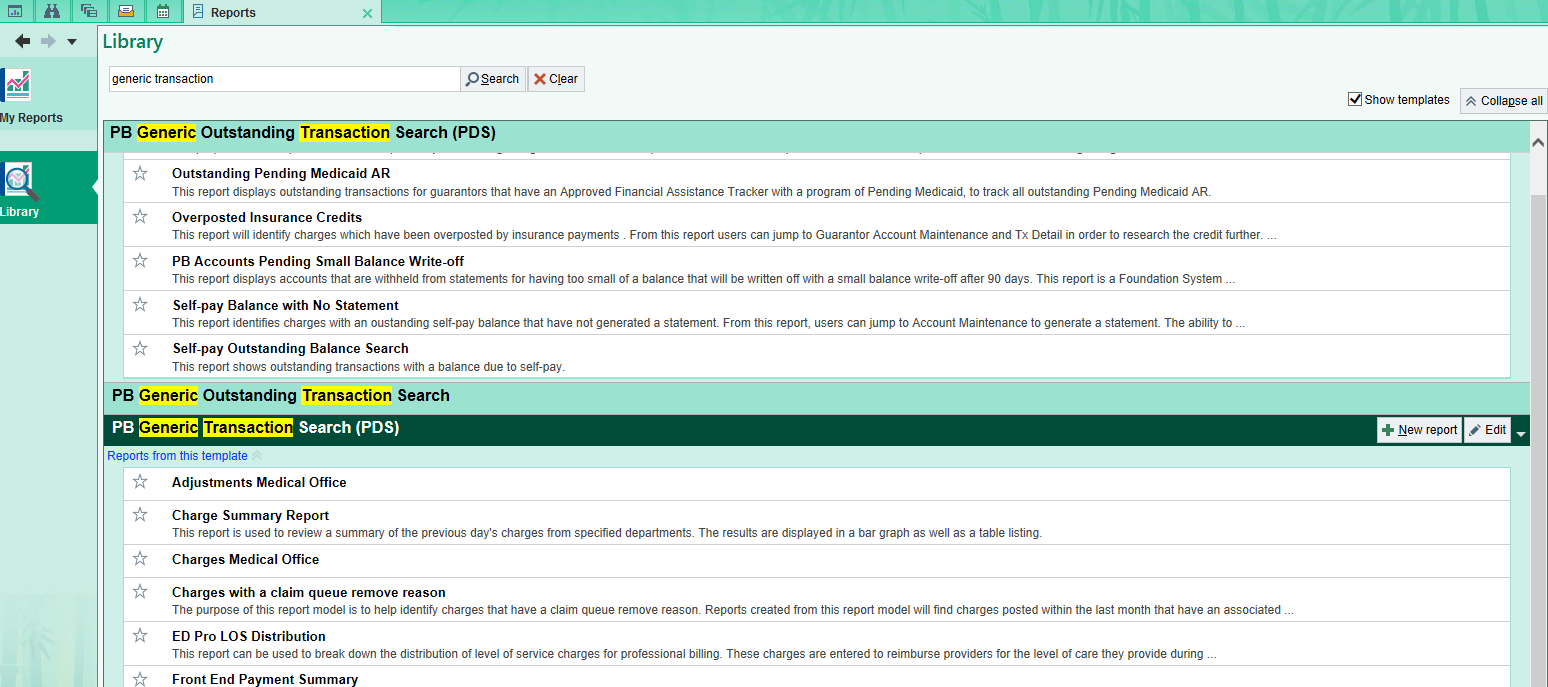 Reports
Library
generic transaction
Search
Clear
My Reports
Show templates
Collapse all
PB Generic Outstanding Transaction Search (PDS)
Outstanding Pending Medicaid AR
This report displays outstanding transactions for guarantors that have an Approved Financial Assistance Tracker with a program of Pending Medicaid, to track all outstanding Pending Medicaid AR.
Library
Overposted Insurance Credits
This report will identify charges which have been overposted by insurance payments . From this report users can jump to Guarantor Account Maintenance and Tx Detail in order to research the credit further. ...
PB Accounts Pending Small Balance Write-off
This report displays accounts that are withheld from statements for having too small of a balance that will be written off with a small balance write-off after 90 days. This report is a Foundation System ...
Self-pay Balance with No Statement
This report identifies charges with an oustanding self-pay balance that have not generated a statement. From this report, users can jump to Account Maintenance to generate a statement. The ability to ...
Self-pay Outstanding Balance Search
This report shows outstanding transactions with a balance due to self-pay.
PB Generic Outstanding Transaction Search
PB Generic Transaction Search (PDS)
New report
Edit
Reports from this template
Adjustments Medical Office
Charge Summary Report
This report is used to review a summary of the previous day's charges from specified departments. The results are displayed in a bar graph as well as a table listing.
Charges Medical Office
Charges with a claim queue remove reason
The purpose of this report model is to help identify charges that have a claim queue remove reason. Reports created from this report model will find charges posted within the last month that have an associated ...
ED Pro LOS Distribution
This report can be used to break down the distribution of level of service charges for professional billing. These charges are entered to reimburse providers for the level of care they provide during ...
Front End Payment Summary